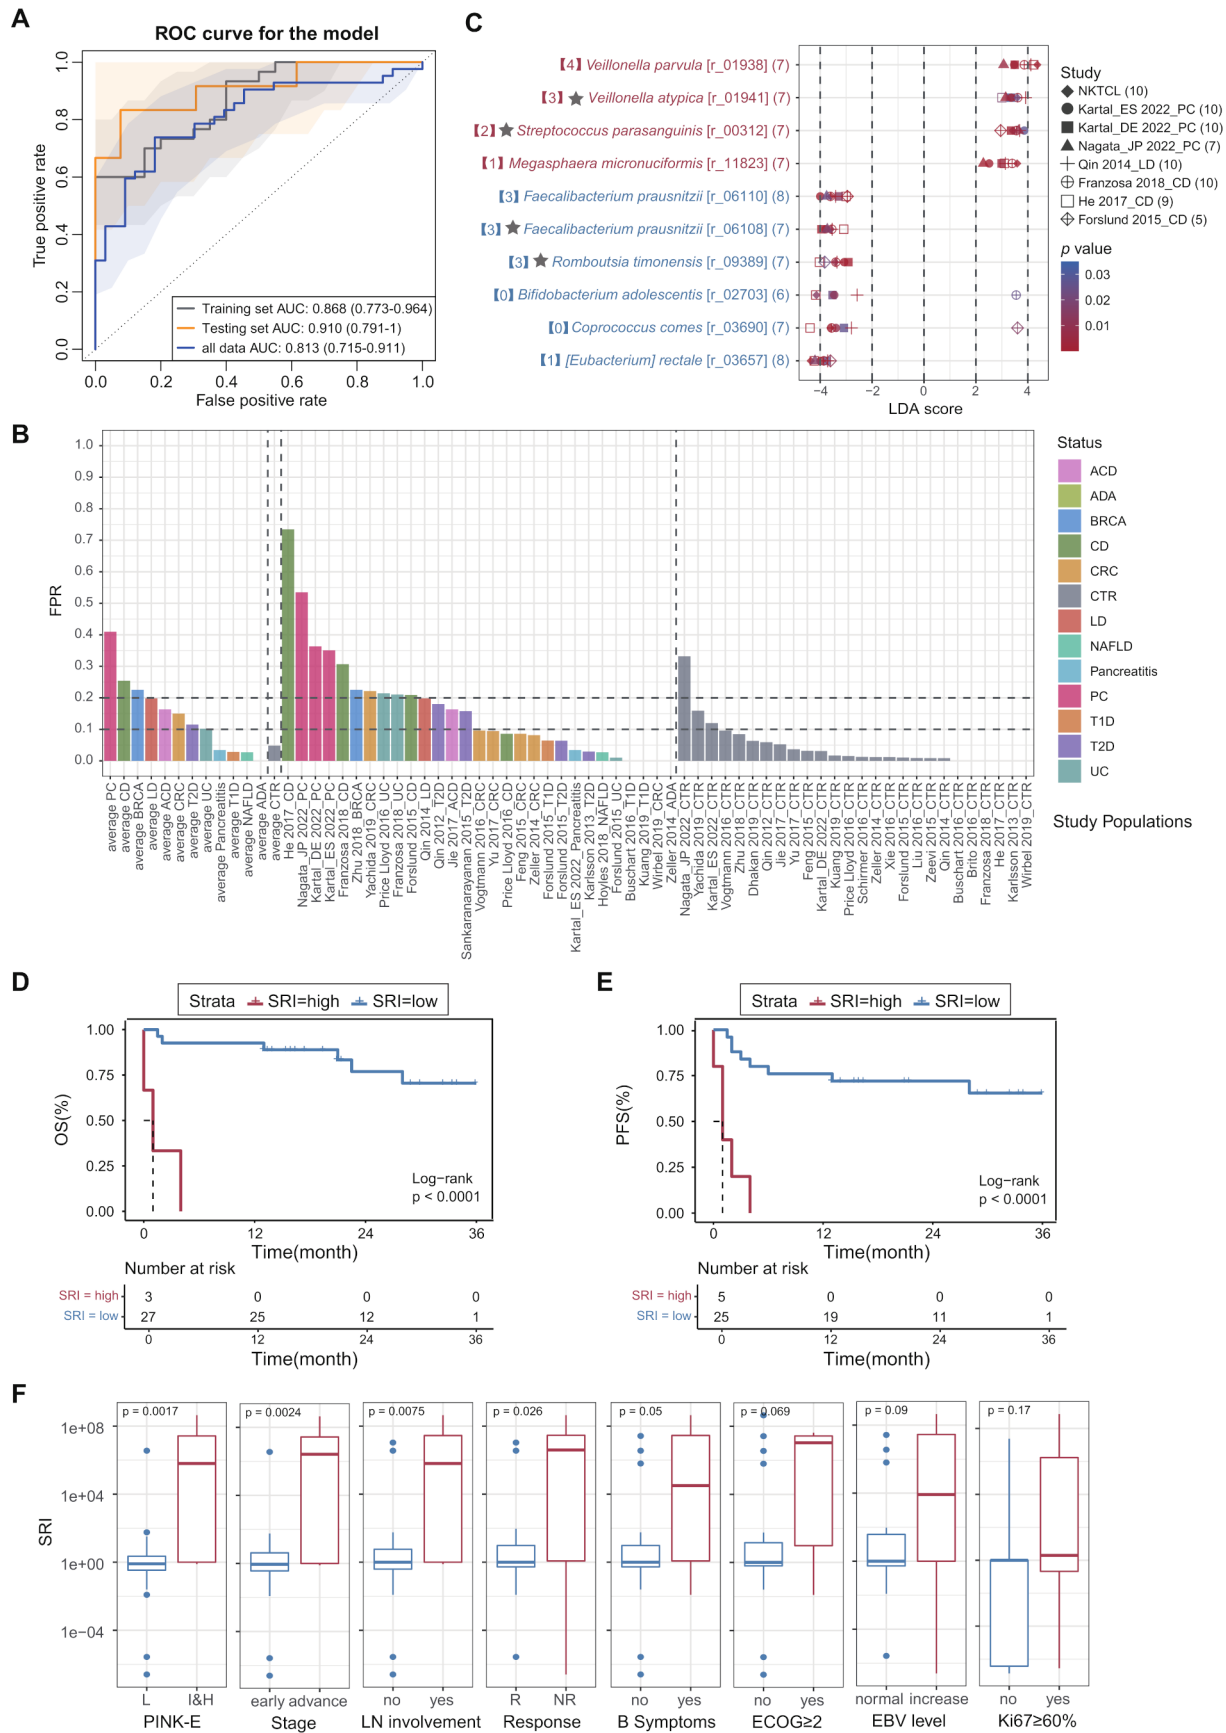 A
ROC curve for the model
True positive rate
1.0
0.8
0.6
0.4
0.2
0.0
Training set AUC: 0.868 (0.773-0.964)
Testing set AUC: 0.910 (0.791-1)
all data AUC: 0.813 (0.715-0.911)
0.0 0.2 0.4 0.6 0.8 1.0
False positive rate
C
【4】 Veillonella parvula [r_01938] (7)
【3】★ Veillonella atypica [r_01941] (7)
【2】★ Streptococcus parasanguinis [r_00312] (7)
【1】 Megasphaera micronuciformis [r_11823] (7)
【3】 Faecalibacterium prausnitzii [r_06110] (8)
【3】★ Faecalibacterium prausnitzii [r_06108] (7)
【3】★ Romboutsia timonensis [r_09389] (7)
【0】 Bifidobacterium adolescentis [r_02703] (6)
【0】 Coprococcus comes [r_03690] (7)
【1】 [Eubacterium] rectale [r_03657] (8)
−4 −2 0 2 4
LDA score
Study
NKTCL (10)
Kartal_ES 2022_PC (10)
Kartal_DE 2022_PC (10)
Nagata_JP 2022_PC (7)
Qin 2014_LD (10)
Franzosa 2018_CD (10)
He 2017_CD (9)
Forslund 2015_CD (5)
p value
0.03
0.02
0.01
B
FPR
1.0
0.9
0.8
0.7
0.6
0.5
0.4
0.3
0.2
0.1
0.0
average PC
average CD
average BRCA
average LD
average ACD
average CRC
average T2D
average UC
average Pancreatitis
average T1D
average NAFLD
average ADA
average CTR
He 2017_CD
Nagata_JP 2022_PC
Kartal_DE 2022_PC
Kartal_ES 2022_PC
Franzosa 2018_CD
Zhu 2018_BRCA
Yachida 2019_CRC
Price Lloyd 2016_UC
Franzosa 2018_UC
Forslund 2015_CD
Qin 2014_LD
Qin 2012_T2D
Jie 2017_ACD
Sankaranarayanan 2015_T2D
Vogtmann 2016_CRC
Yu 2017_CRC
Price Lloyd 2016_CD
Feng 2015_CRC
Zeller 2014_CRC
Forslund 2015_T1D
Forslund 2015_T2D
Kartal_ES 2022_Pancreatitis
Karlsson 2013_T2D
Hoyles 2018_NAFLD
Forslund 2015_UC
Buschart 2016_T1D
Kuang 2019_T1D
Wirbel 2019_CRC
Zeller 2014_ADA
Nagata_JP 2022_CTR
Yachida 2019_CTR
Kartal_ES 2022_CTR
Vogtmann 2016_CTR
Zhu 2018_CTR
Dhakan 2019_CTR
Qin 2012_CTR
Jie 2017_CTR
Yu 2017_CTR
Feng 2015_CTR
Kartal_DE 2022_CTR
Kuang 2019_CTR
Price Lloyd 2016_CTR
Schirmer 2016_CTR
Zeller 2014_CTR
Xie 2016_CTR
Forslund 2015_CTR
Liu 2016_CTR
Zeevi 2015_CTR
Qin 2014_CTR
Buschart 2016_CTR
Brito 2016_CTR
Franzosa 2018_CTR
He 2017_CTR
Karlsson 2013_CTR
Wirbel 2019_CTR
Status
ACD
ADA
BRCA
CD
CRC
CTR
LD
NAFLD
Pancreatitis
PC
T1D
T2D
UC
Study Populations
D
Strata SRI=high SRI=low
OS(%)
1.00
0.75
0.50
0.25
0.00
Log−rank
p < 0.0001
0 12 24 36
Time(month)
Number at risk
SRI = high 3 0 0 0
SRI = low 27 25 12 1
0 12 24 36
Time(month)
E
Strata SRI=high SRI=low
PFS(%)
1.00
0.75
0.50
0.25
0.00
Log−rank
p < 0.0001
0 12 24 36
Time(month)
Number at risk
SRI = high 5 0 0 0
SRI = low 25 19 11 1
0 12 24 36
Time(month)
F
SRI
1e+08
1e+04
1e+00
1e−04
p = 0.0017
p = 0.0024
p = 0.0075
p = 0.026
p = 0.05
p = 0.069
p = 0.09
p = 0.17
L I&H
early advance
no yes
R NR
no yes
no yes
normal increase
no yes
PINK-E
Stage
LN involvement
Response
B Symptoms
ECOG≥2
EBV level
Ki67≥60%